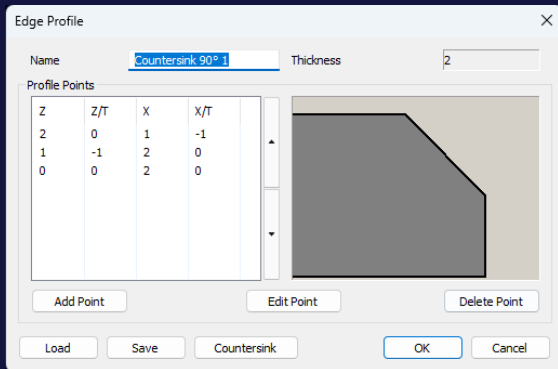 Edge Profile
Name Countersink 90° 1 Thickness 2
Profile Points
Z Z/T X X/T
2 0 1 -1
1 -1 2 0
0 0 2 0
Add Point Edit Point Delete Point
Load Save Countersink OK Cancel